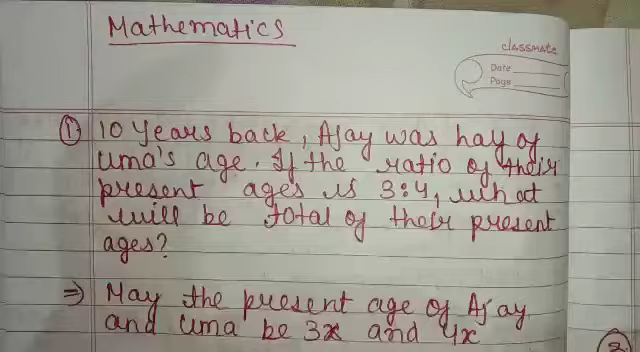 Mathematics
classmate
Date
Page
① 10 years back, Ajay was half of
Uma's age. If the ratio of their
present ages is 3:4, what
will be total of their present
ages?
⇒ May the present age of Ajay
and Uma be 3x and 4x
2.